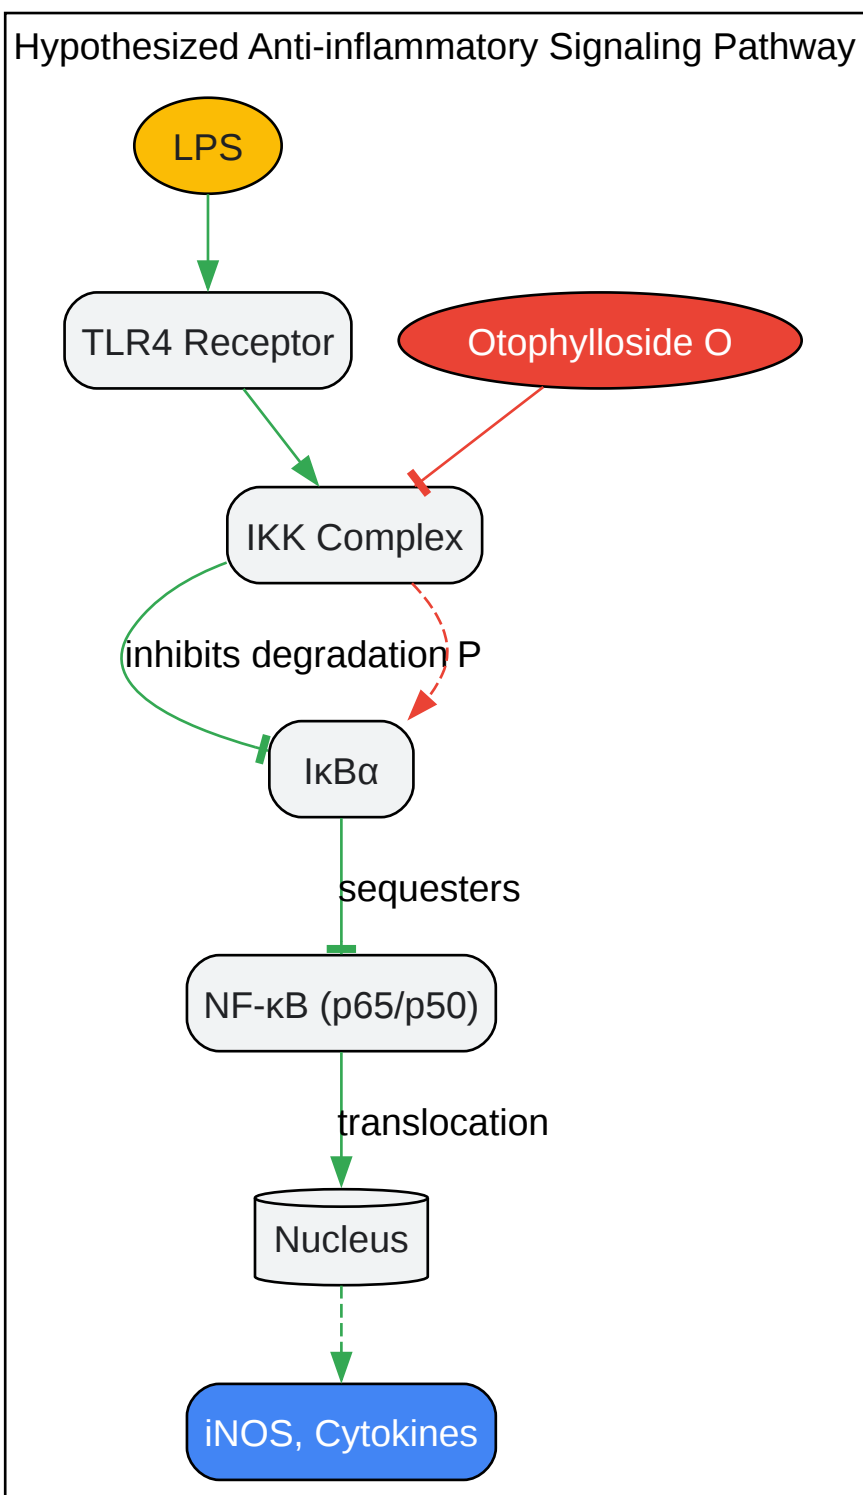 Hypothesized Anti-inflammatory Signaling Pathway
LPS
TLR4 Receptor
Otophylloside O
IKK Complex
inhibits degradation
P
IκBα
sequesters
NF-κB (p65/p50)
translocation
Nucleus
iNOS, Cytokines